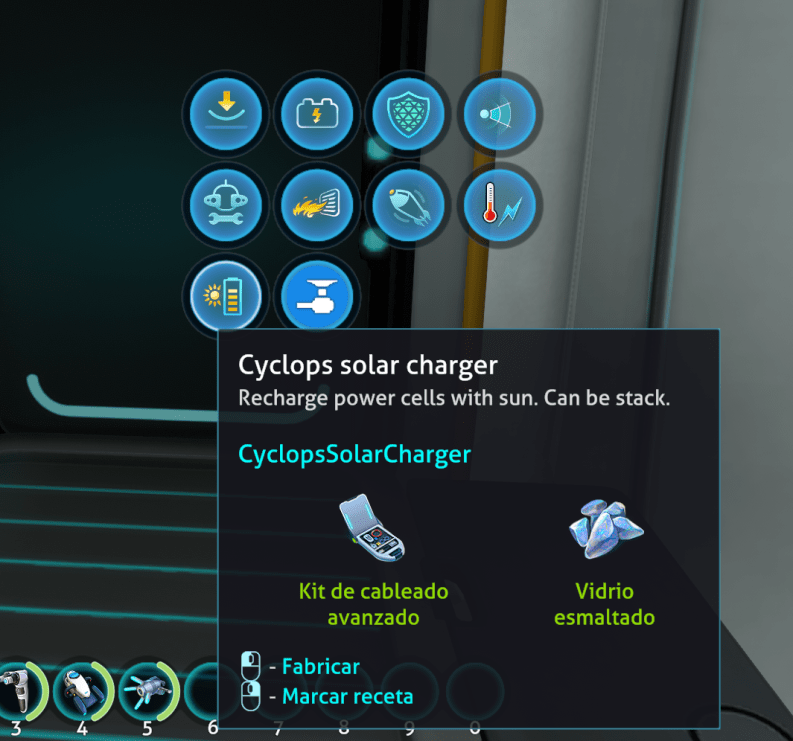 Cyclops solar charger
Recharge power cells with sun. Can be stack.
CyclopsSolarCharger
Kit de cableado
avanzado
Vidrio
esmaltado
- Fabricar
- Marcar receta
3 4 5 6 7 8 9 0